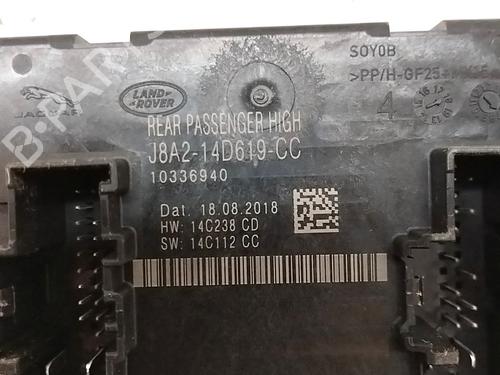 SOY0B
>PP/H-GF25
JAGUAR
LAND ROVER
4
REAR PASSENGER HIGH
J8A2-14D619-CC
10336940
Dat: 18.08.2018
HW: 14C238 CD
SW: 14C112 CC